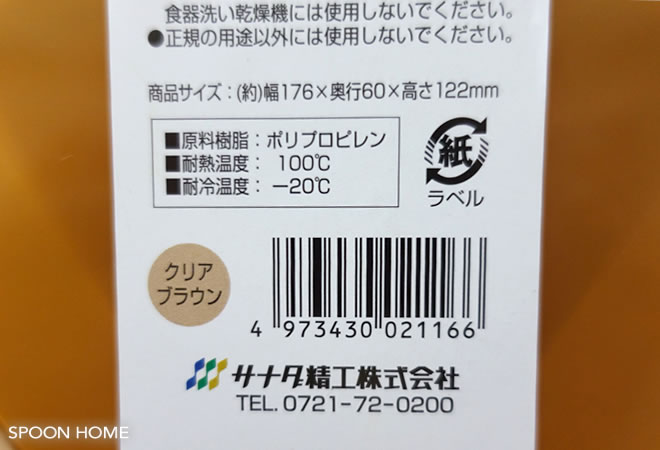 食器洗い乾燥機には使用しないでください。
●正規の用途以外には使用しないでください。
商品サイズ：(約)幅176×奥行60×高さ122mm
■原料樹脂：ポリプロピレン
■耐熱温度： 100℃
■耐冷温度： －20℃
紙
ラベル
クリア
ブラウン
4 973430 021166
サナダ精工株式会社
TEL. 0721-72-0200
SPOON HOME